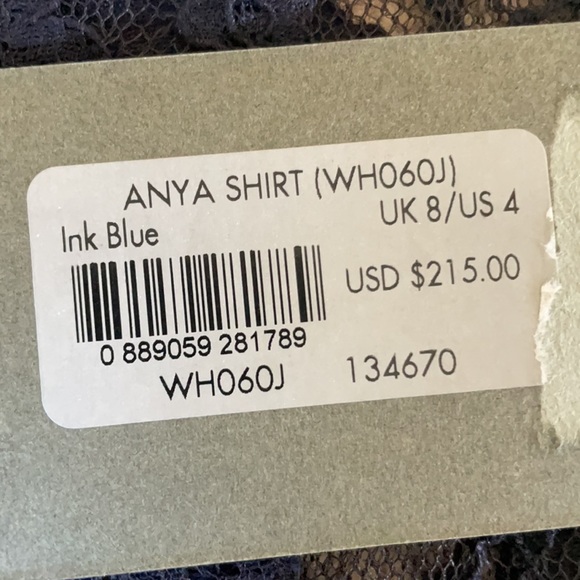 ANYA SHIRT (WH060J)
UK 8/US 4
Ink Blue
USD $215.00
0 889059 281789
WH060J
134670